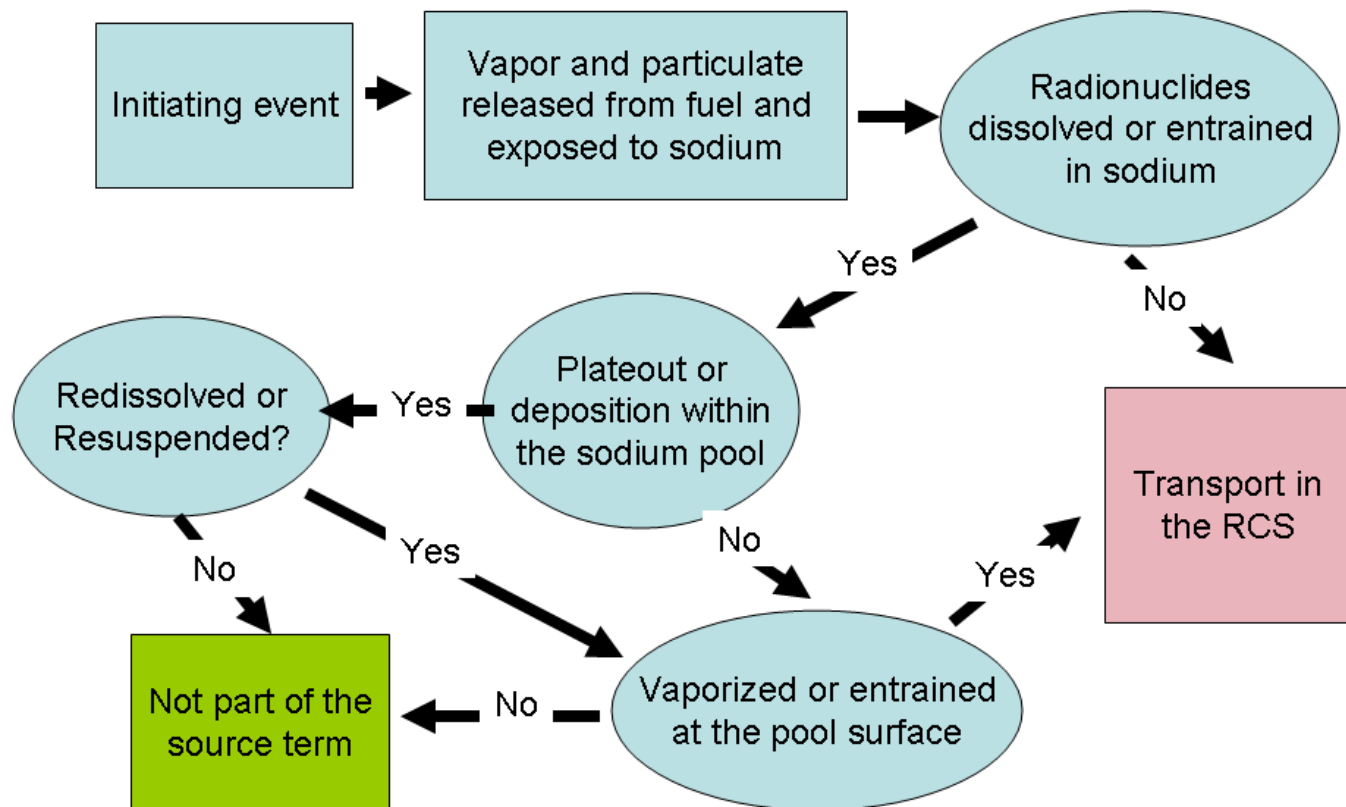 Initiating event
Vapor and particulate
released from fuel and
exposed to sodium
Radionuclides
dissolved or entrained
in sodium
Yes
No
Redissolved or
Resuspended?
Yes
Plateout or
deposition within
the sodium pool
Transport in
the RCS
No
Yes
No
Yes
Not part of the
source term
No
Vaporized or entrained
at the pool surface